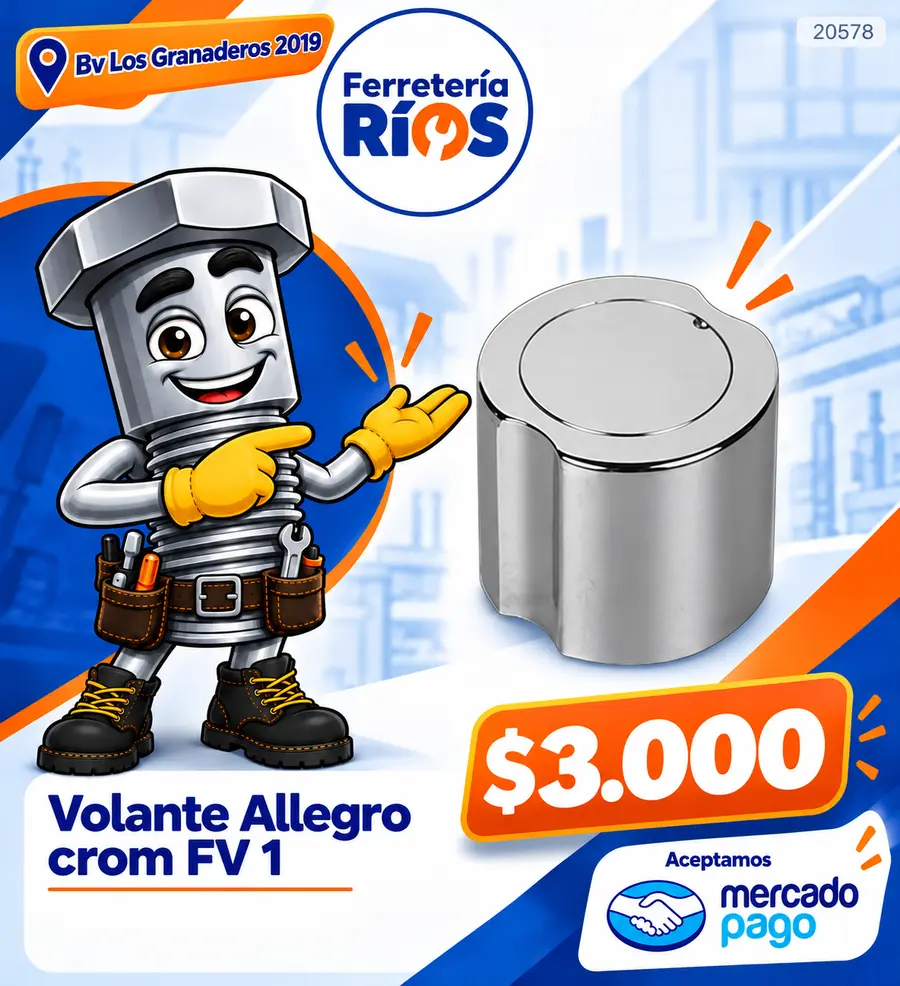 Bv Los Granaderos 2019
Ferretería
RÍOS
20578
$3.000
Volante Allegro
crom FV 1
Aceptamos
mercado
pago